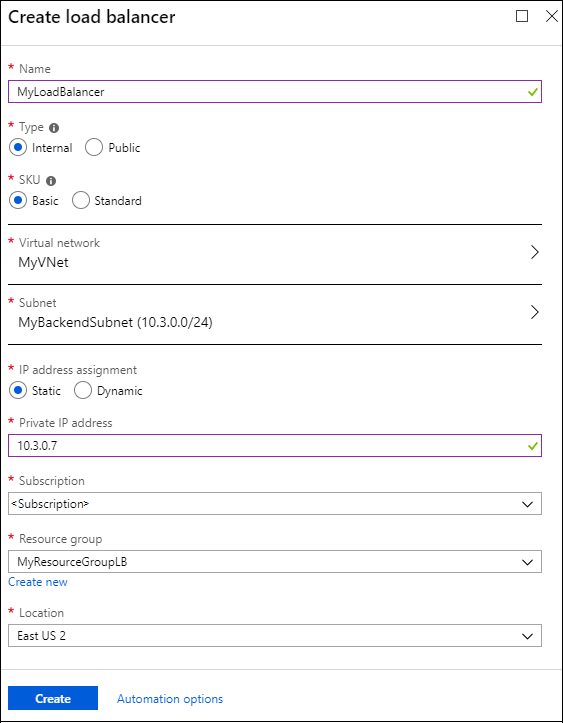 Create load balancer
* Name
MyLoadBalancer
* Type
Internal Public
* SKU
Basic Standard
* Virtual network
MyVNet
* Subnet
MyBackendSubnet (10.3.0.0/24)
* IP address assignment
Static Dynamic
* Private IP address
10.3.0.7
* Subscription
<Subscription>
* Resource group
MyResourceGroupLB
Create new
* Location
East US 2
Create Automation options